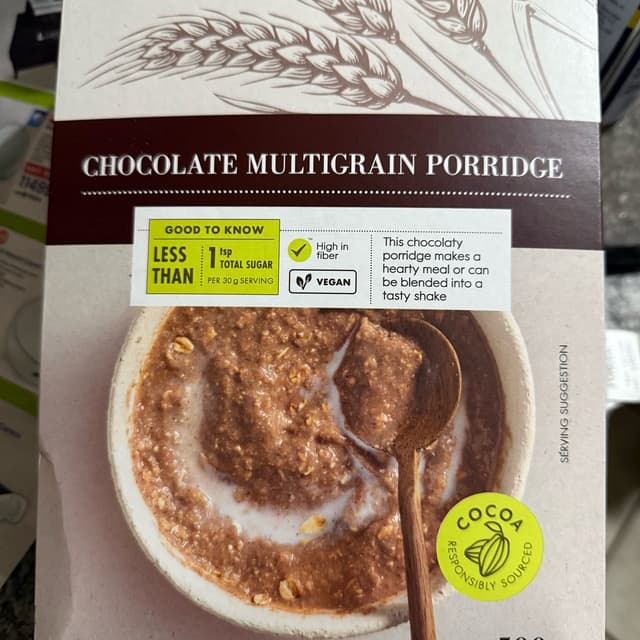 CHOCOLATE MULTIGRAIN PORRIDGE
GOOD TO KNOW
LESS THAN
1 tsp TOTAL SUGAR
PER 30g SERVING
High in
fiber
VEGAN
This chocolaty
porridge makes a
hearty meal or can
be blended into a
tasty shake
SERVING SUGGESTION
COCOA
RESPONSIBLY SOURCED